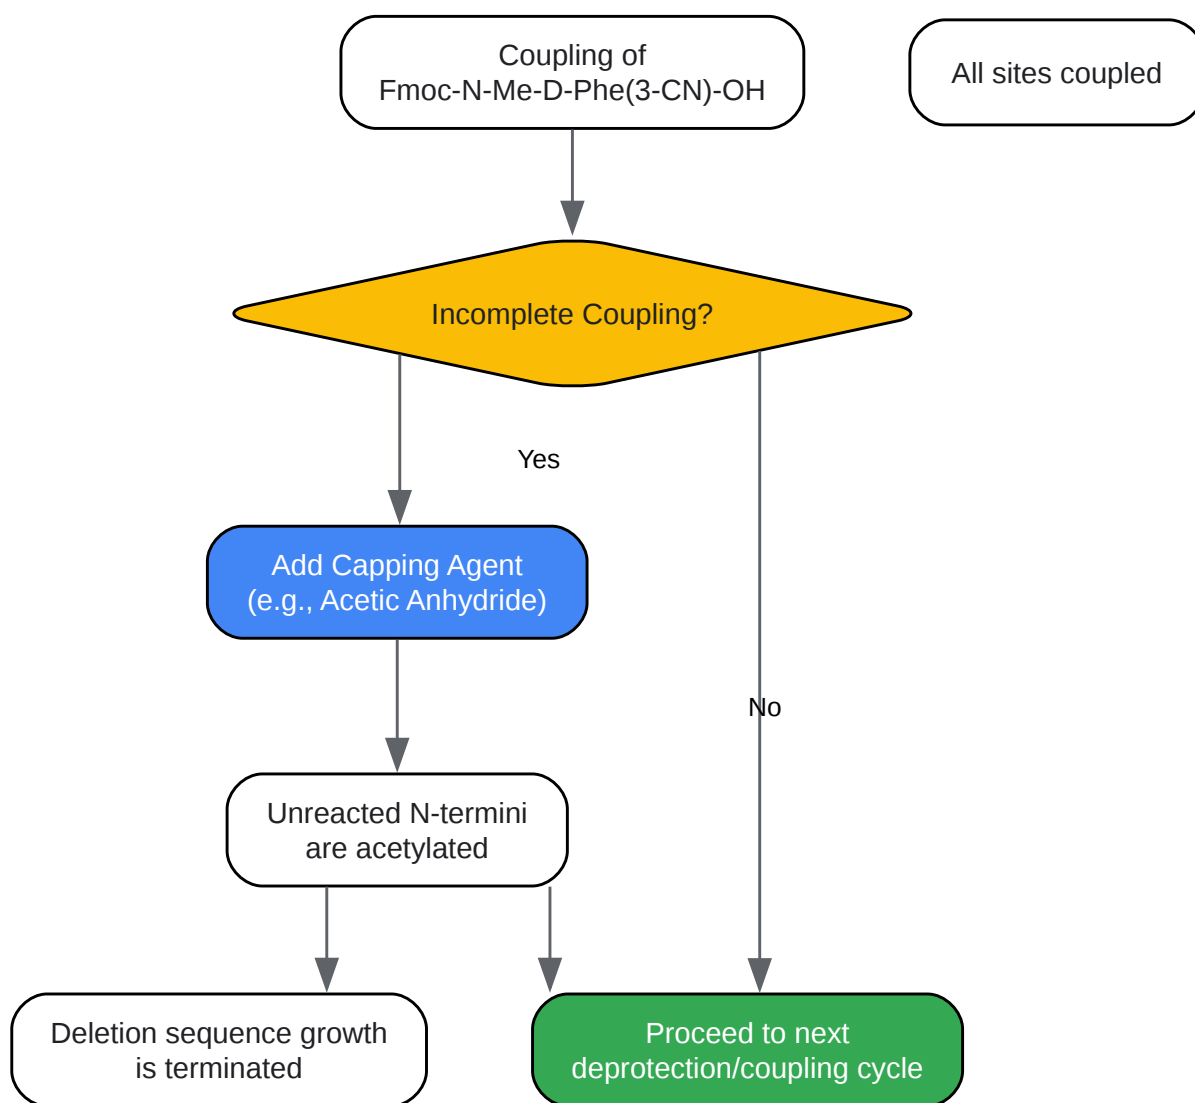 Coupling of
Fmoc-N-Me-D-Phe(3-CN)-OH
All sites coupled
Incomplete Coupling?
Yes
Add Capping Agent
(e.g., Acetic Anhydride)
No
Unreacted N-termini
are acetylated
Deletion sequence growth
is terminated
Proceed to next
deprotection/coupling cycle